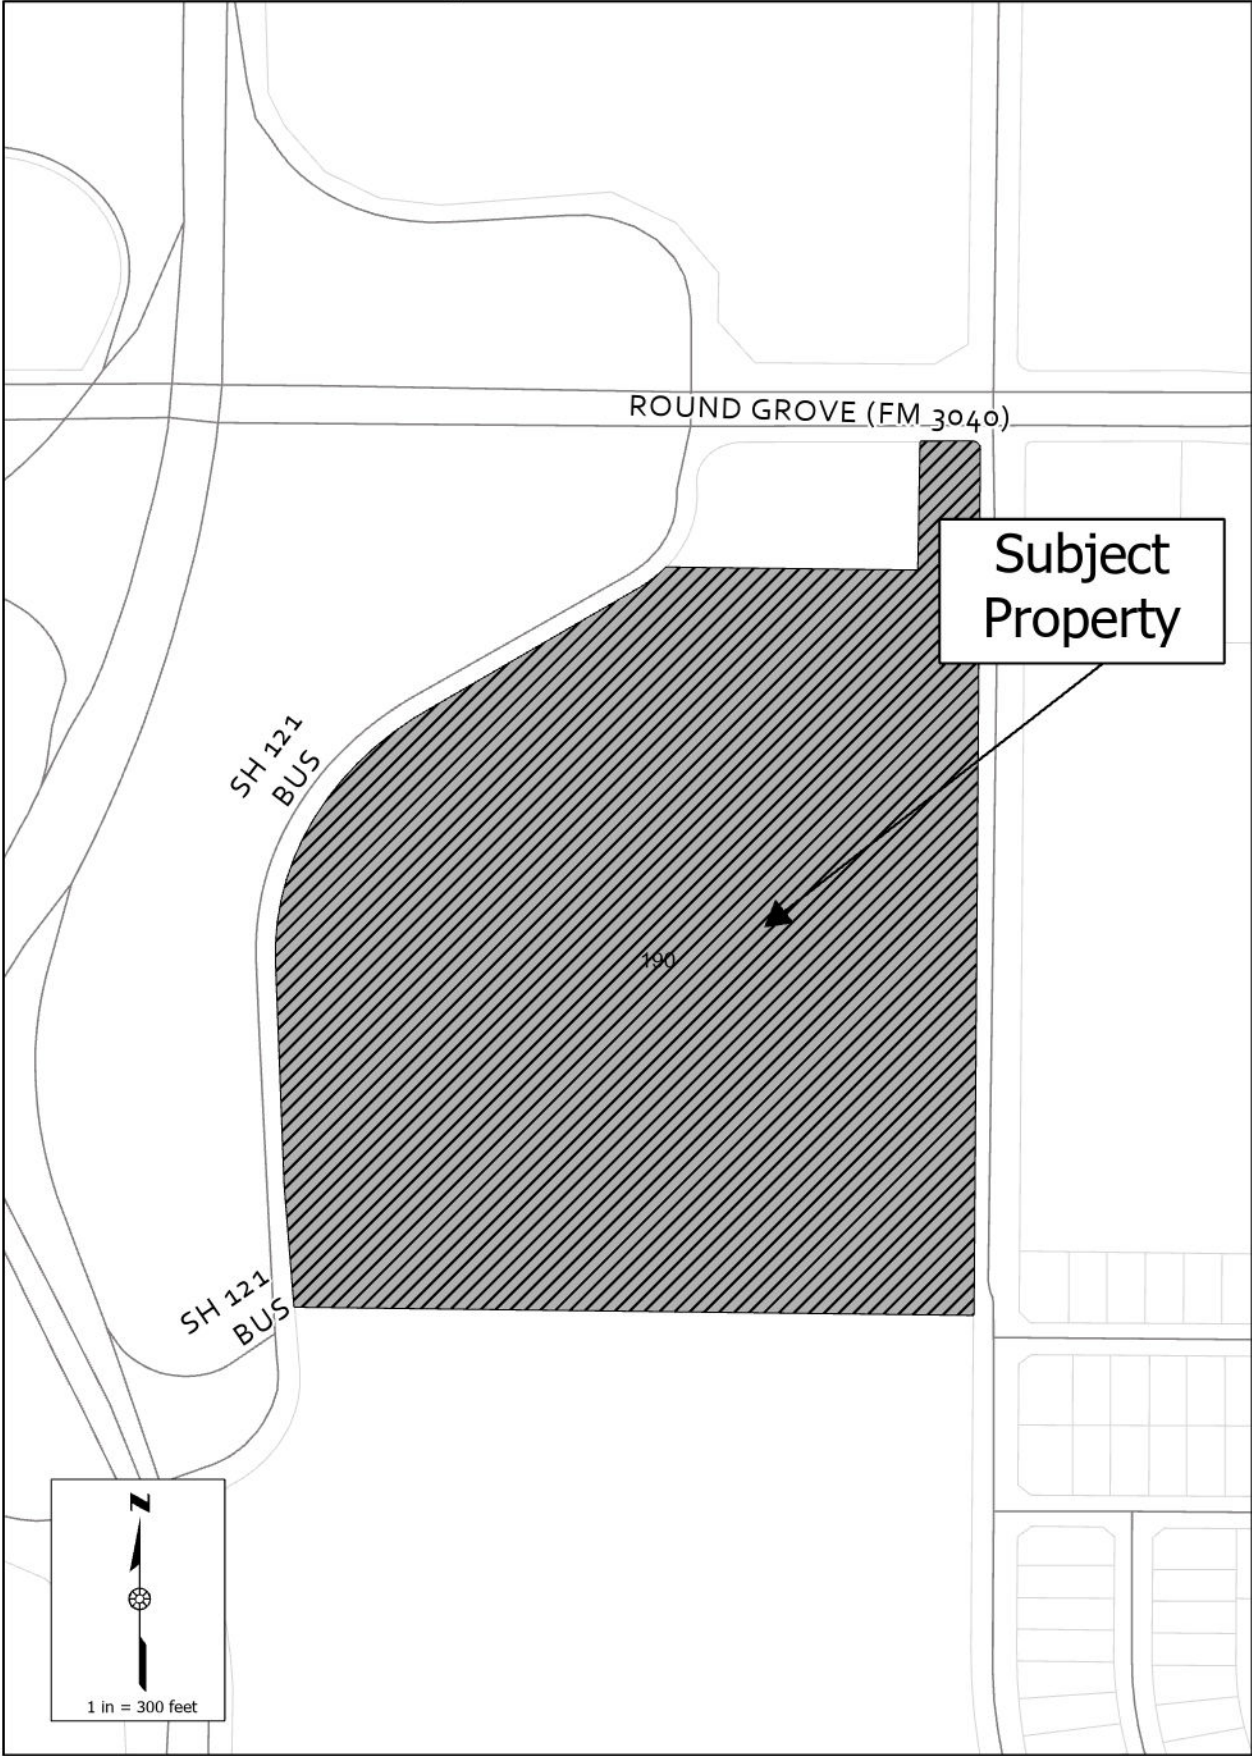 ROUND GROVE (FM 3040)
Subject
Property
SH 121
BUS
190
SH 121
BUS
N
1 in = 300 feet